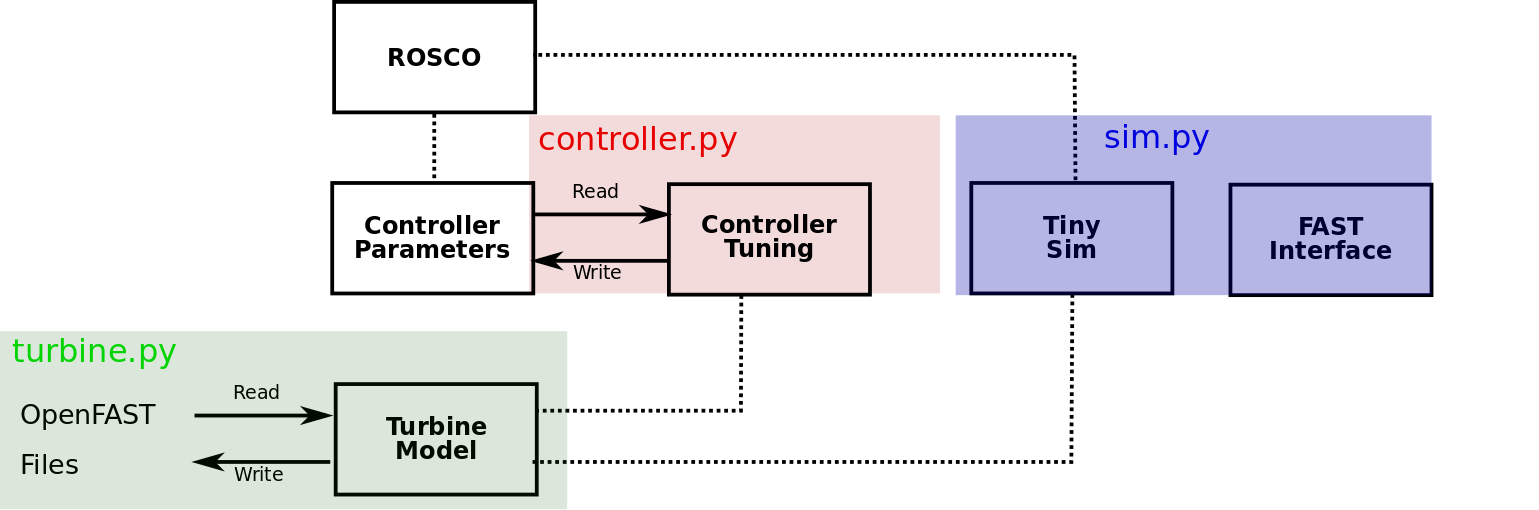 ROSCO
controller.py
sim.py
Read
Controller
Parameters
Controller
Tuning
Write
Tiny
Sim
FAST
Interface
turbine.py
Read
OpenFAST
Files
Write
Turbine
Model